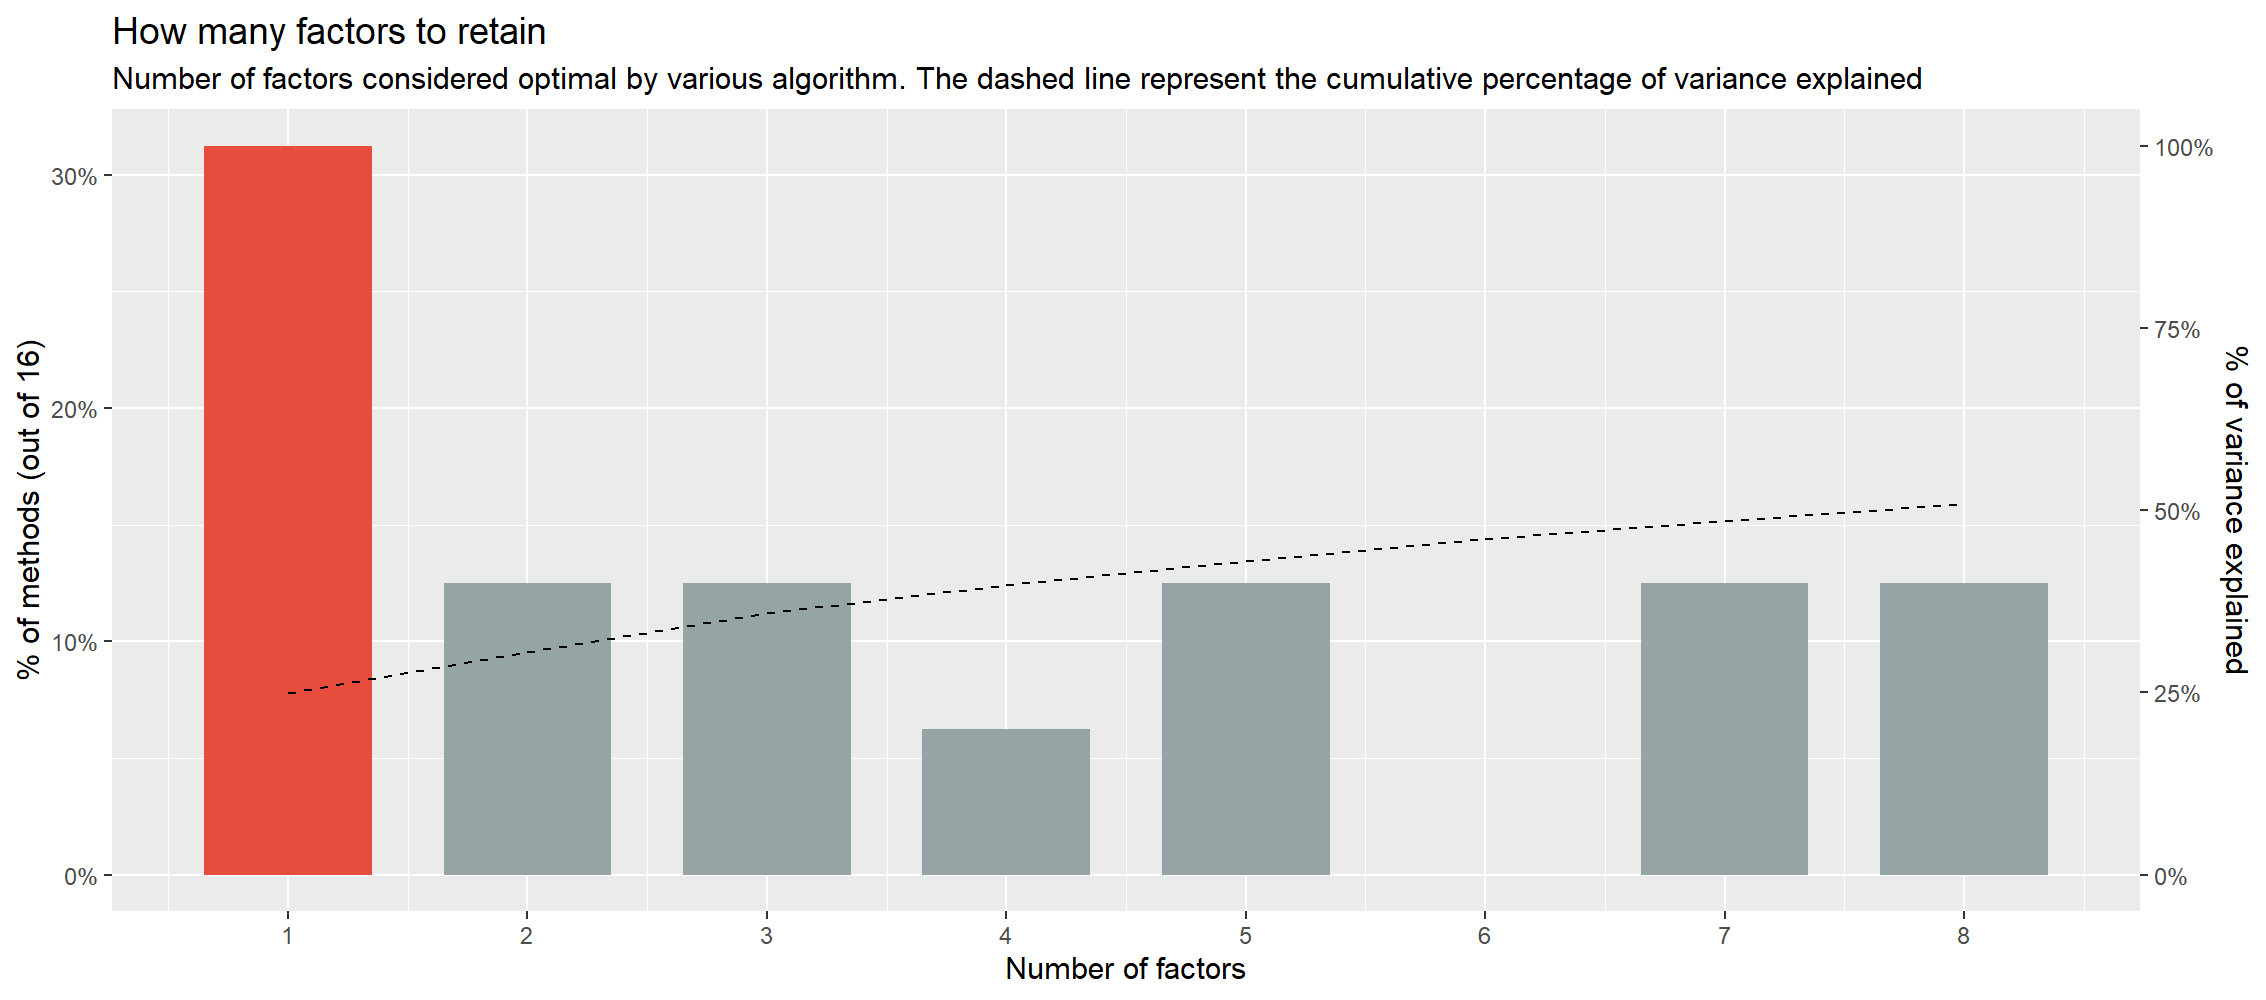 How many factors to retain
Number of factors considered optimal by various algorithm. The dashed line represent the cumulative percentage of variance explained
% of methods (out of 16)
30%
20%
10%
0%
100%
75%
50%
25%
0%
% of variance explained
1 2 3 4 5 6 7 8
Number of factors